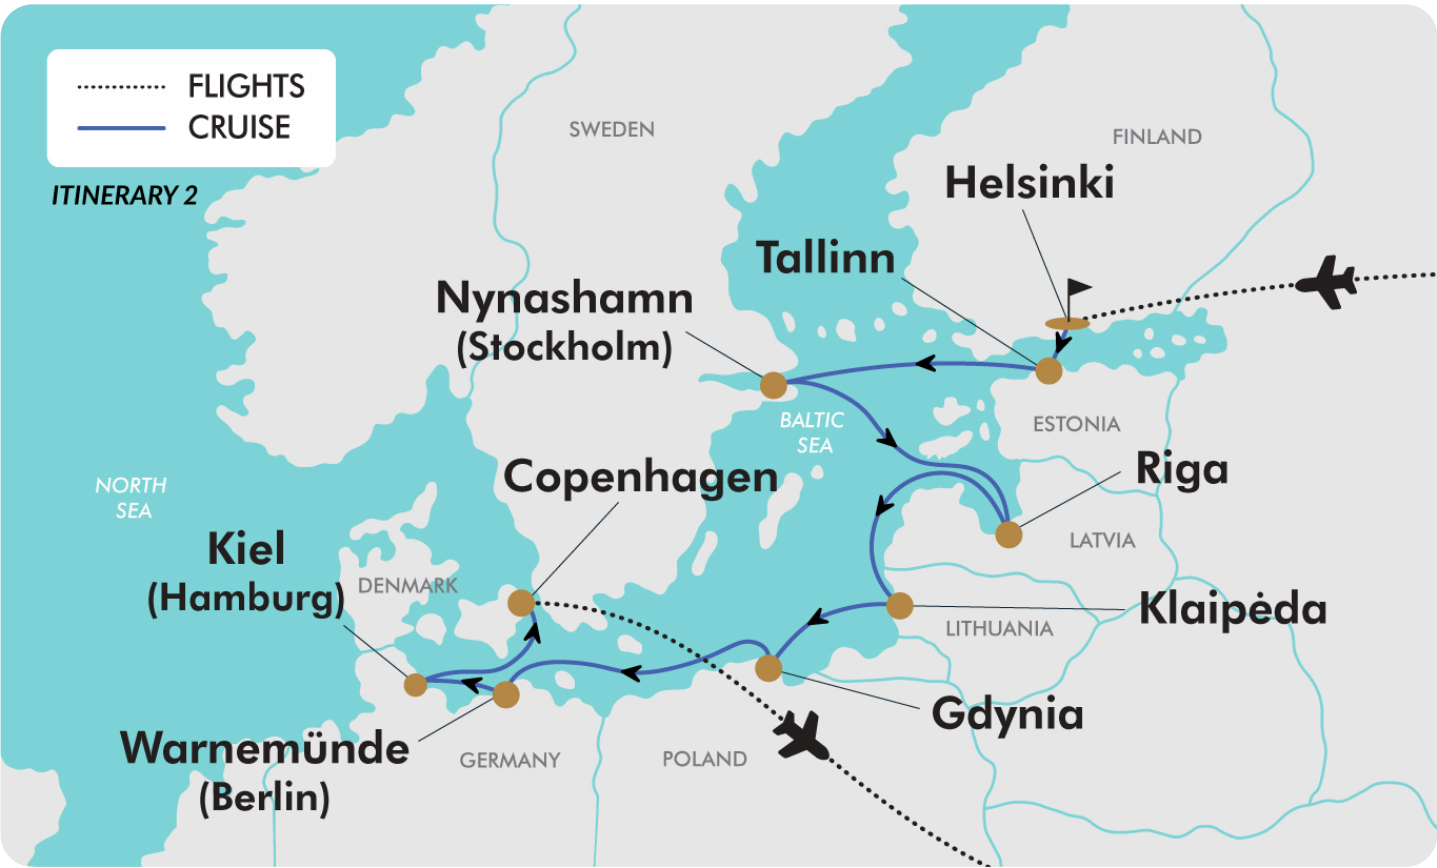 FLIGHTS
CRUISE
ITINERARY 2
SWEDEN
FINLAND
Helsinki
Tallinn
Nynashamn
(Stockholm)
BALTIC
SEA
ESTONIA
Riga
Copenhagen
NORTH
SEA
LATVIA
Kiel
(Hamburg)
DENMARK
Klaipėda
LITHUANIA
Gdynia
Warnemünde
(Berlin)
GERMANY
POLAND